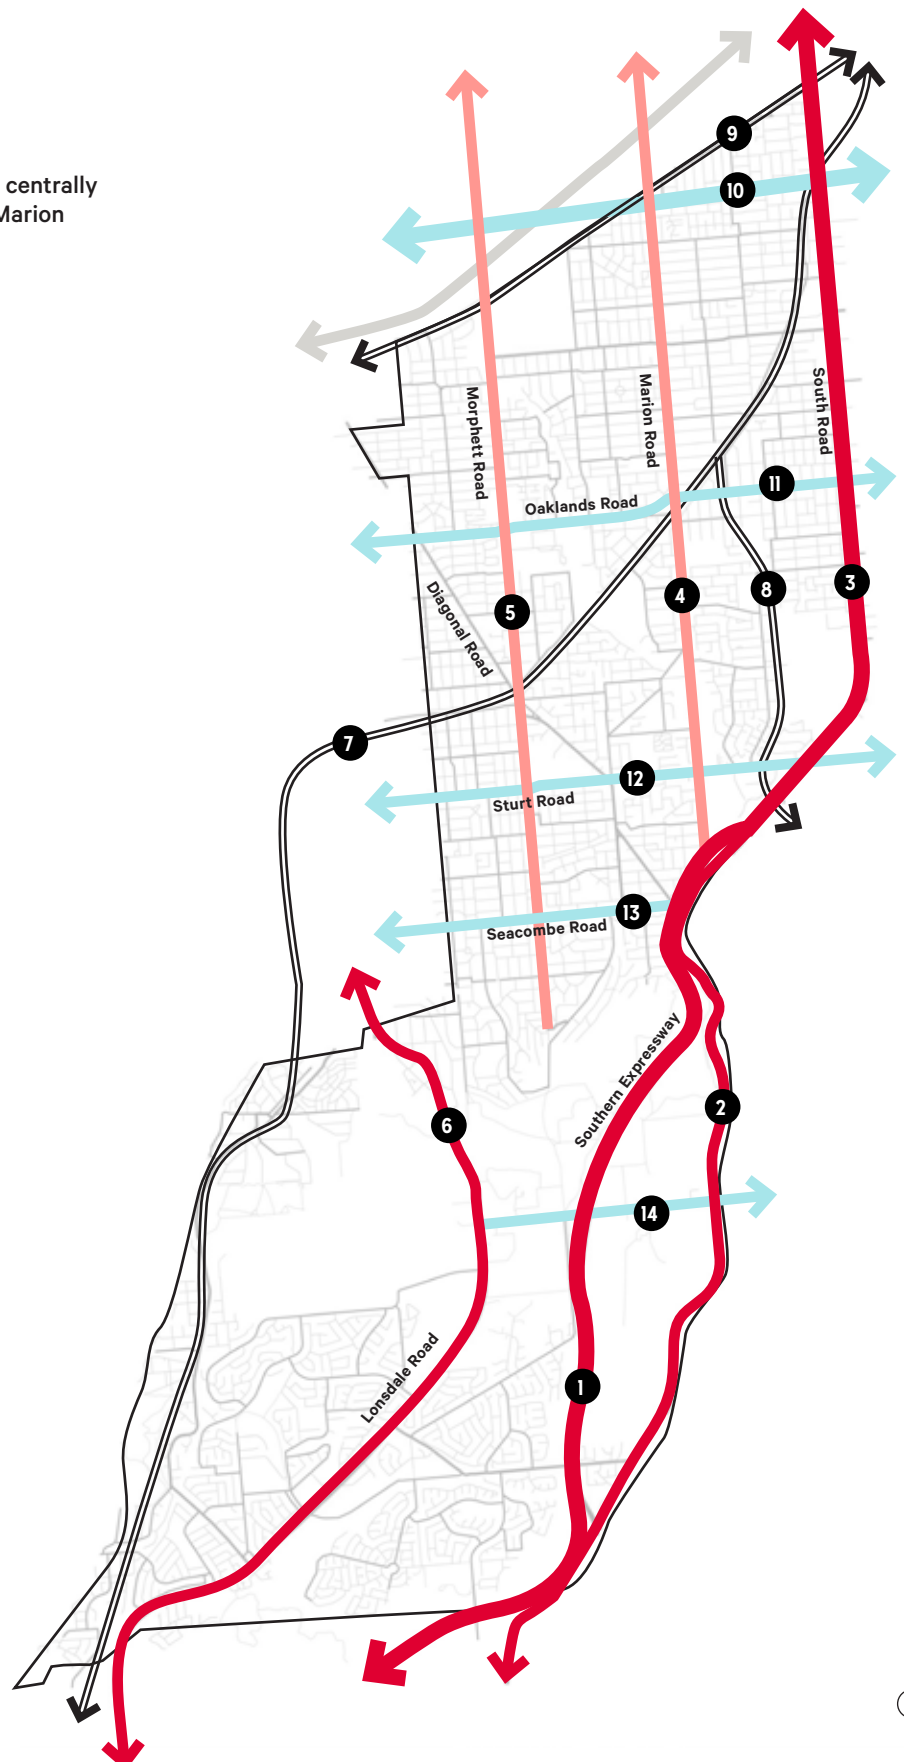 centrally
Marion
9
10
Morphett Road
Marion Road
South Road
11
Oaklands Road
Diagonal Road
5
4
8
3
7
12
Sturt Road
13
Seacombe Road
Southern Expressway
2
6
14
Lonsdale Road
1